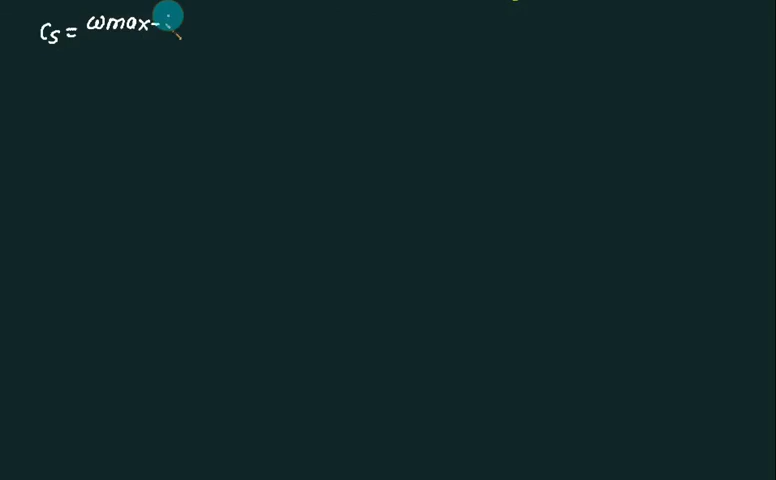 Cs = ωmax-